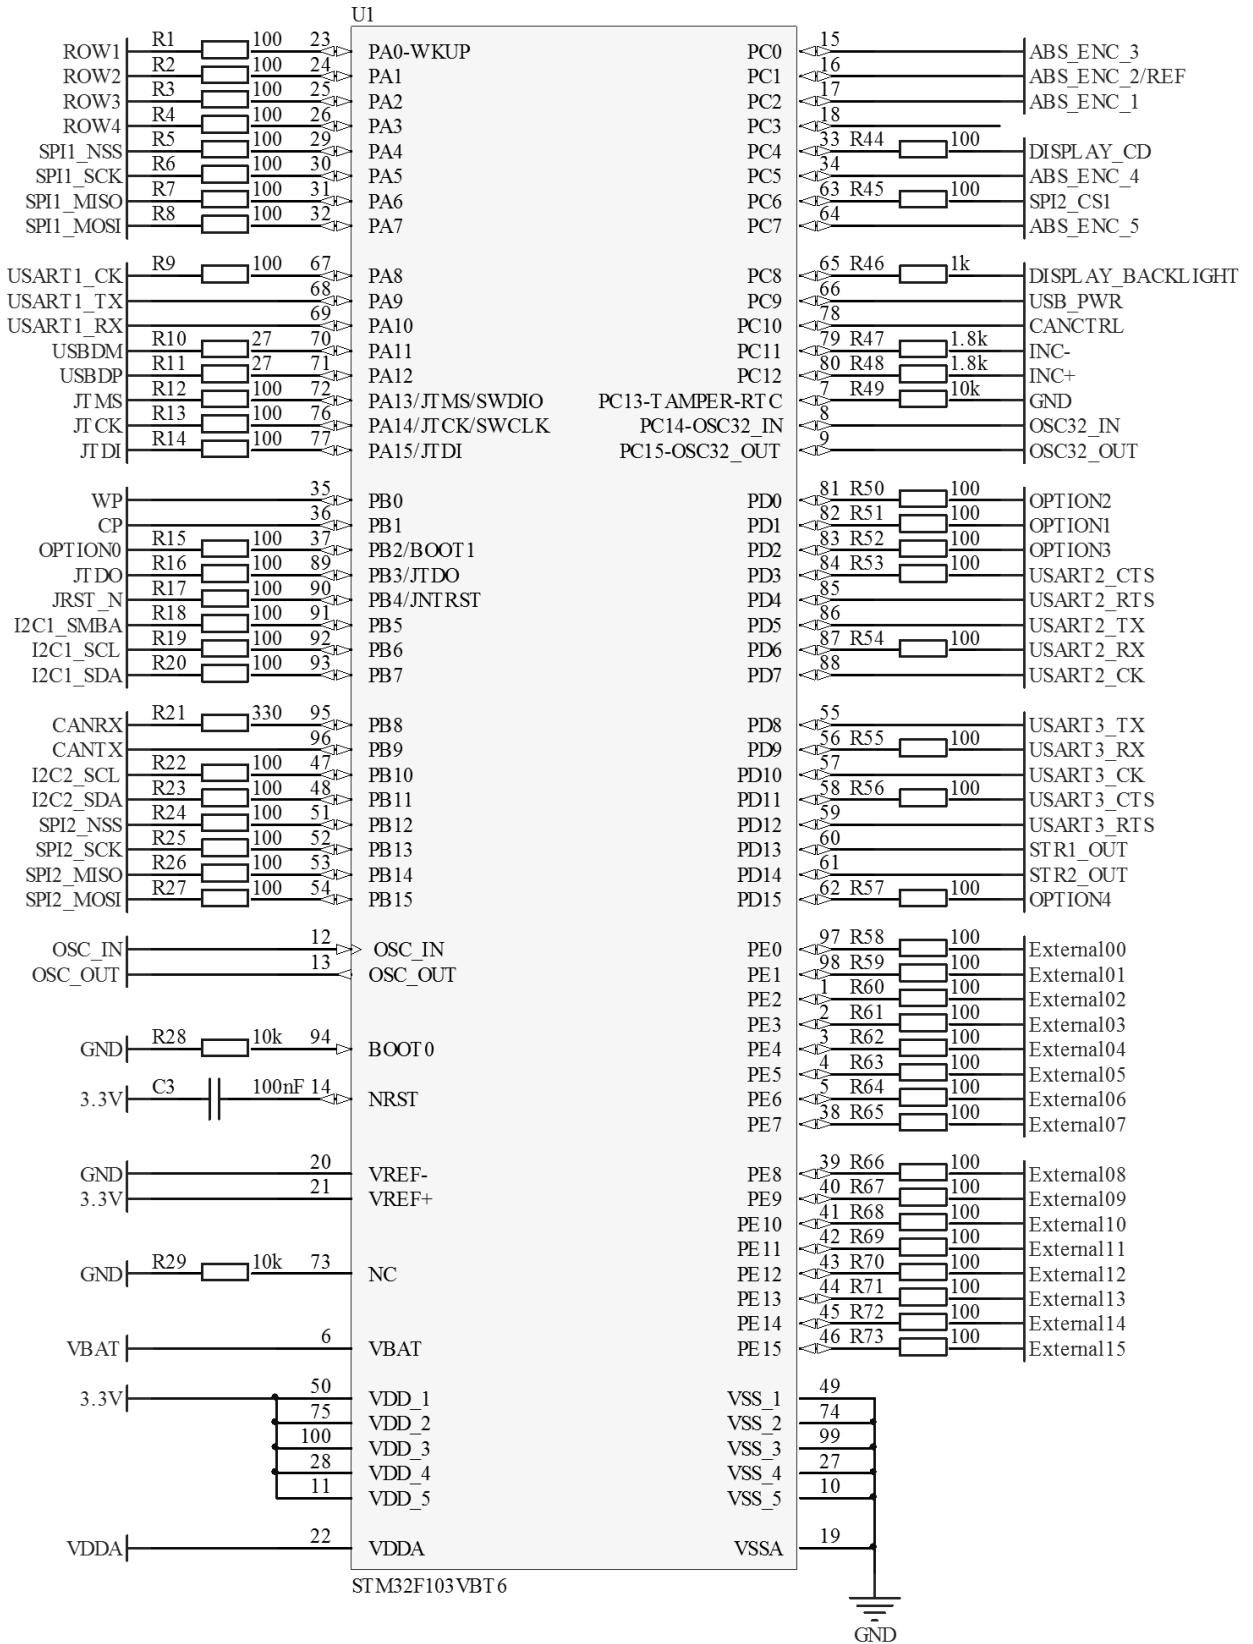 U1
ROW1 R1 100 23 PA0-WKUP PC0 15 ABS_ENC_3
ROW2 R2 100 24 PA1 PC1 16 ABS_ENC_2/REF
ROW3 R3 100 25 PA2 PC2 17 ABS_ENC_1
ROW4 R4 100 26 PA3 PC3 18
SPI1_NSS R5 100 29 PA4 PC4 33 R44 100 DISPLAY_CD
SPI1_SCK R6 100 30 PA5 PC5 34 ABS_ENC_4
SPI1_MISO R7 100 31 PA6 PC6 63 R45 100 SPI2_CS1
SPI1_MOSI R8 100 32 PA7 PC7 64 ABS_ENC_5
USART1_CK R9 100 67 PA8 PC8 65 R46 1k DISPLAY_BACKLIGHT
USART1_TX 68 PA9 PC9 66 USB_PWR
USART1_RX 69 PA10 PC10 78 CANCTRL
USBDM R10 27 70 PA11 PC11 79 R47 1.8k INC-
USBDP R11 27 71 PA12 PC12 80 R48 1.8k INC+
JTMS R12 100 72 PA13/JTMS/SWDIO PC13-TAMPER-RTC 7 R49 10k GND
JTCK R13 100 76 PA14/JTCK/SWCLK PC14-OSC32_IN 8 OSC32_IN
JTDI R14 100 77 PA15/JTDI PC15-OSC32_OUT 9 OSC32_OUT
WP 35 PB0 PD0 81 R50 100 OPTION2
CP 36 PB1 PD1 82 R51 100 OPTION1
OPTION0 R15 100 37 PB2/BOOT1 PD2 83 R52 100 OPTION3
JTDO R16 100 89 PB3/JTDO PD3 84 R53 100 USART2_CTS
JRST_N R17 100 90 PB4/JNTRST PD4 85 USART2_RTS
I2C1_SMBA R18 100 91 PB5 PD5 86 USART2_TX
I2C1_SCL R19 100 92 PB6 PD6 87 R54 100 USART2_RX
I2C1_SDA R20 100 93 PB7 PD7 88 USART2_CK
CANRX R21 330 95 PB8 PD8 55 USART3_TX
CANTX 96 PB9 PD9 56 R55 100 USART3_RX
I2C2_SCL R22 100 47 PB10 PD10 57 USART3_CK
I2C2_SDA R23 100 48 PB11 PD11 58 R56 100 USART3_CTS
SPI2_NSS R24 100 51 PB12 PD12 59 USART3_RTS
SPI2_SCK R25 100 52 PB13 PD13 60 STR1_OUT
SPI2_MISO R26 100 53 PB14 PD14 61 STR2_OUT
SPI2_MOSI R27 100 54 PB15 PD15 62 R57 100 OPTION4
OSC_IN 12 OSC_IN PE0 97 R58 100 External00
OSC_OUT 13 OSC_OUT PE1 98 R59 100 External01
PE2 1 R60 100 External02
PE3 2 R61 100 External03
GND R28 10k 94 BOOT0 PE4 3 R62 100 External04
PE5 4 R63 100 External05
3.3V C3 100nF 14 NRST PE6 5 R64 100 External06
PE7 38 R65 100 External07
GND 20 VREF- PE8 39 R66 100 External08
3.3V 21 VREF+ PE9 40 R67 100 External09
PE10 41 R68 100 External10
PE11 42 R69 100 External11
GND R29 10k 73 NC PE12 43 R70 100 External12
PE13 44 R71 100 External13
PE14 45 R72 100 External14
VBAT 6 VBAT PE15 46 R73 100 External15
3.3V 50 VDD_1 VSS_1 49
75 VDD_2 VSS_2 74
100 VDD_3 VSS_3 99
28 VDD_4 VSS_4 27
11 VDD_5 VSS_5 10
VDDA 22 VDDA VSSA 19
STM32F103VBT6
GND